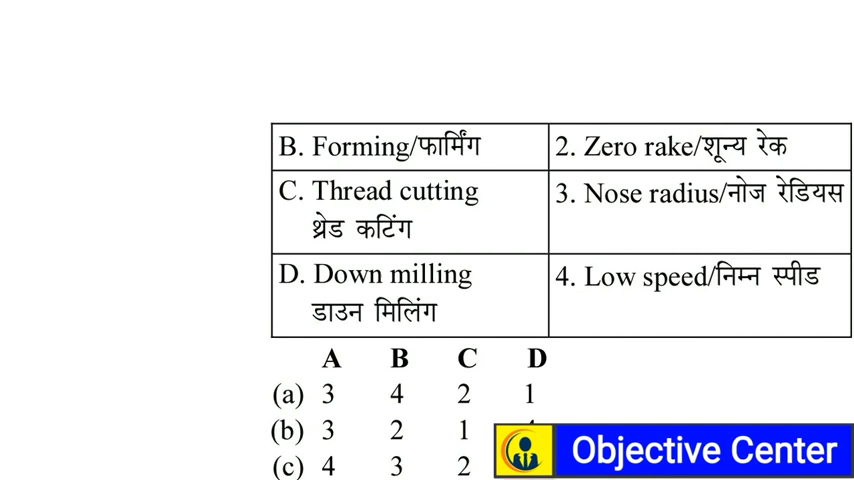 B. Forming/फार्मिंग 2. Zero rake/शून्य रेक
C. Thread cutting 3. Nose radius/नोज रेडियस
थ्रेड कटिंग
D. Down milling 4. Low speed/निम्न स्पीड
डाउन मिलिंग
A B C D
(a) 3 4 2 1
(b) 3 2 1
(c) 4 3 2
Objective Center